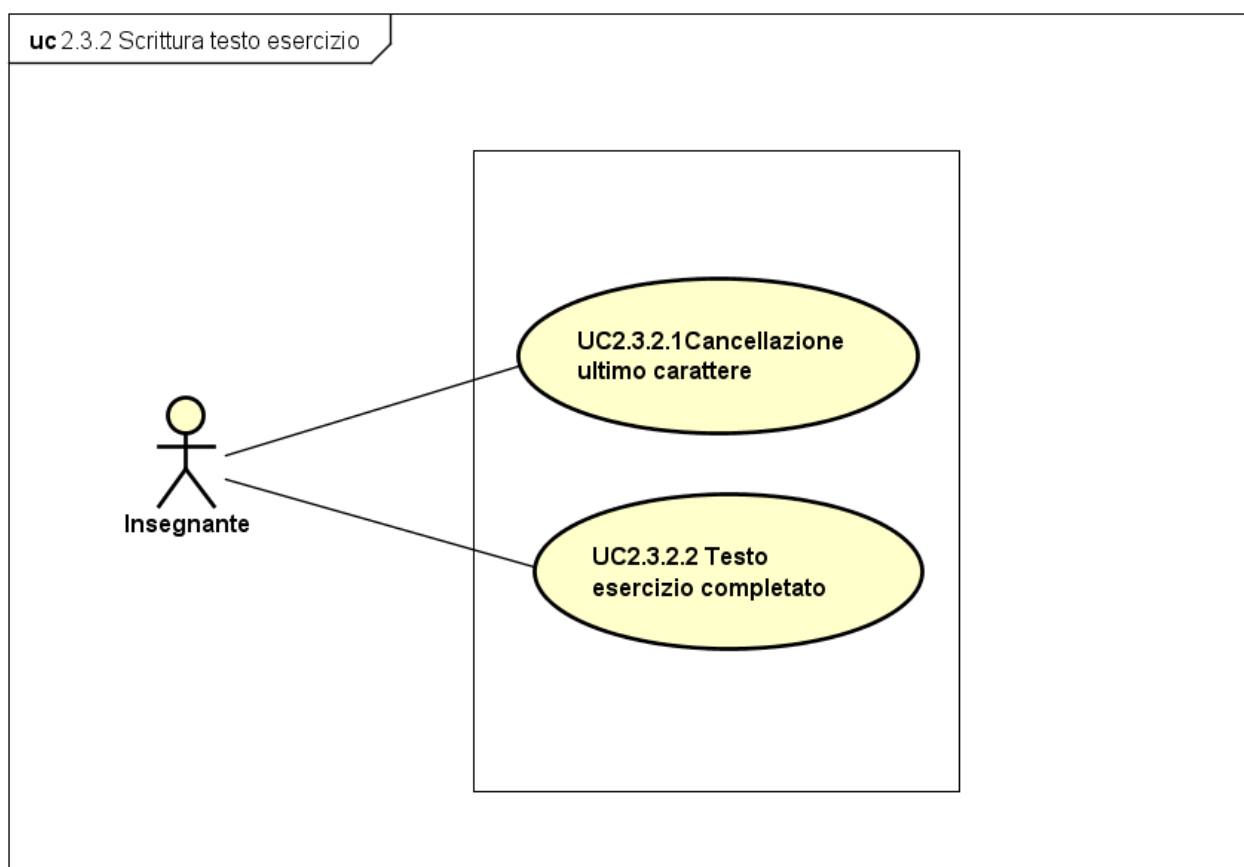 uc 2.3.2 Scrittura testo esercizio
UC2.3.2.1Cancellazione
ultimo carattere
Insegnante
UC2.3.2.2 Testo
esercizio completato